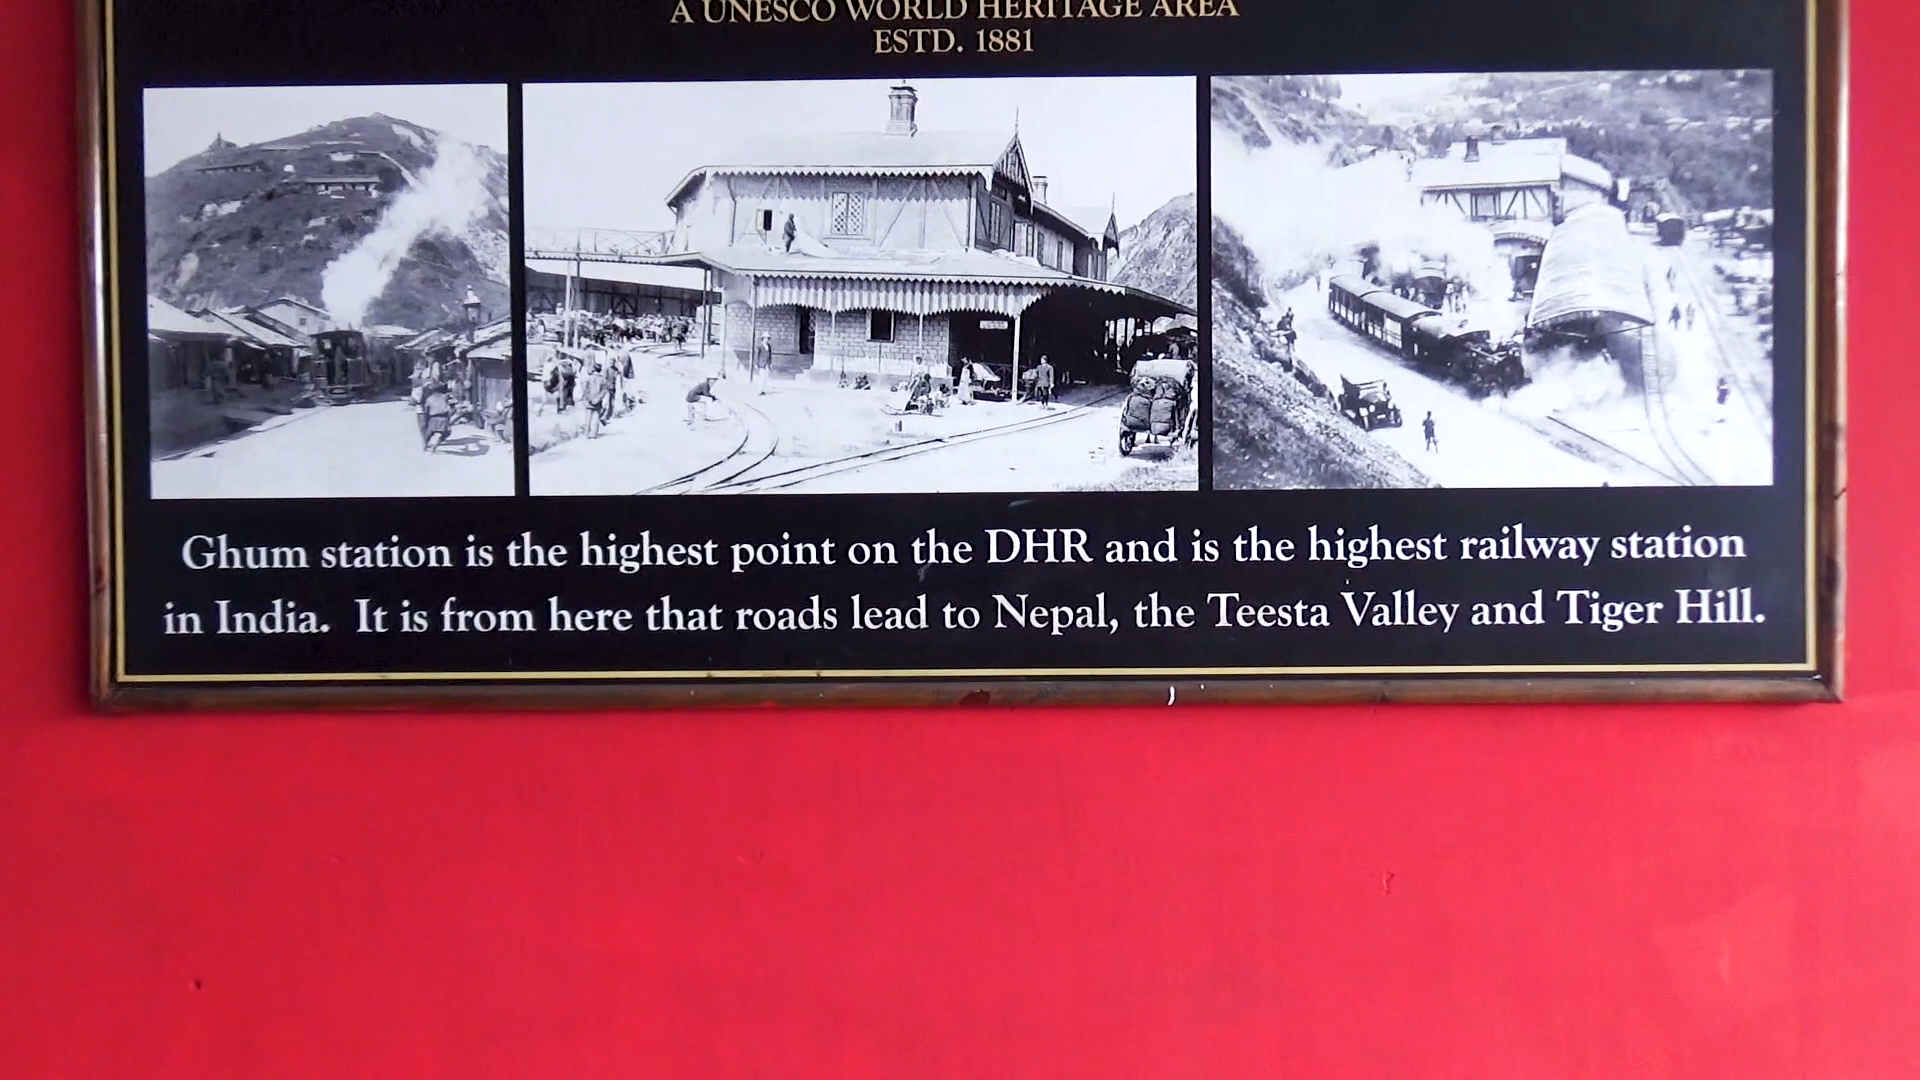 A UNESCO WORLD HERITAGE AREA
ESTD. 1881
Ghum station is the highest point on the DHR and is the highest railway station
in India. It is from here that roads lead to Nepal, the Teesta Valley and Tiger Hill.